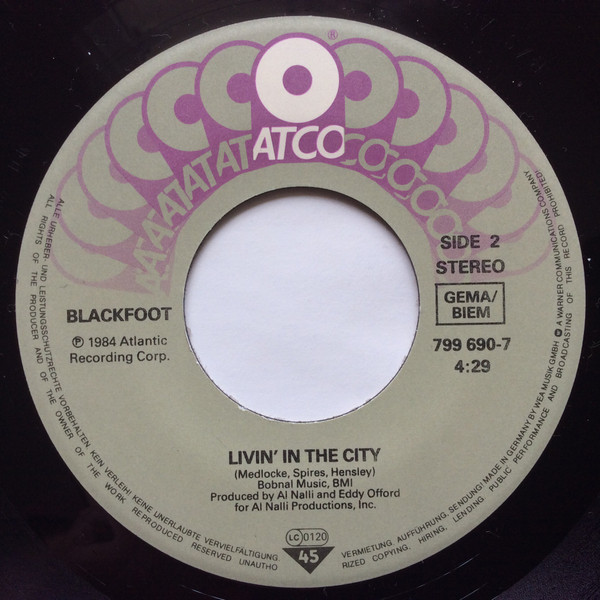 ®
ATCO
SIDE 2
STEREO
GEMA/
BIEM
799 690-7
4:29
BLACKFOOT
℗ 1984 Atlantic
Recording Corp.
LIVIN' IN THE CITY
(Medlocke, Spires, Hensley)
Bobnal Music, BMI
Produced by Al Nalli and Eddy Offord
for Al Nalli Productions, Inc.
LC 0120
45
ALLE URHEBER- UND LEISTUNGSSCHUTZRECHTE VORBEHALTEN. KEIN VERLEIH! KEINE UNERLAUBTE VERVIELFÄLTIGUNG, VERMIETUNG, AUFFÜHRUNG, SENDUNG! MADE IN GERMANY BY WEA MUSIK GMBH A WARNER COMMUNICATIONS COMPANY
ALL RIGHTS OF THE PRODUCER AND OF THE OWNER OF THE WORK REPRODUCED RESERVED UNAUTHORIZED COPYING, HIRING, LENDING PUBLIC PERFORMANCE AND BROADCASTING OF THIS RECORD PROHIBITED!